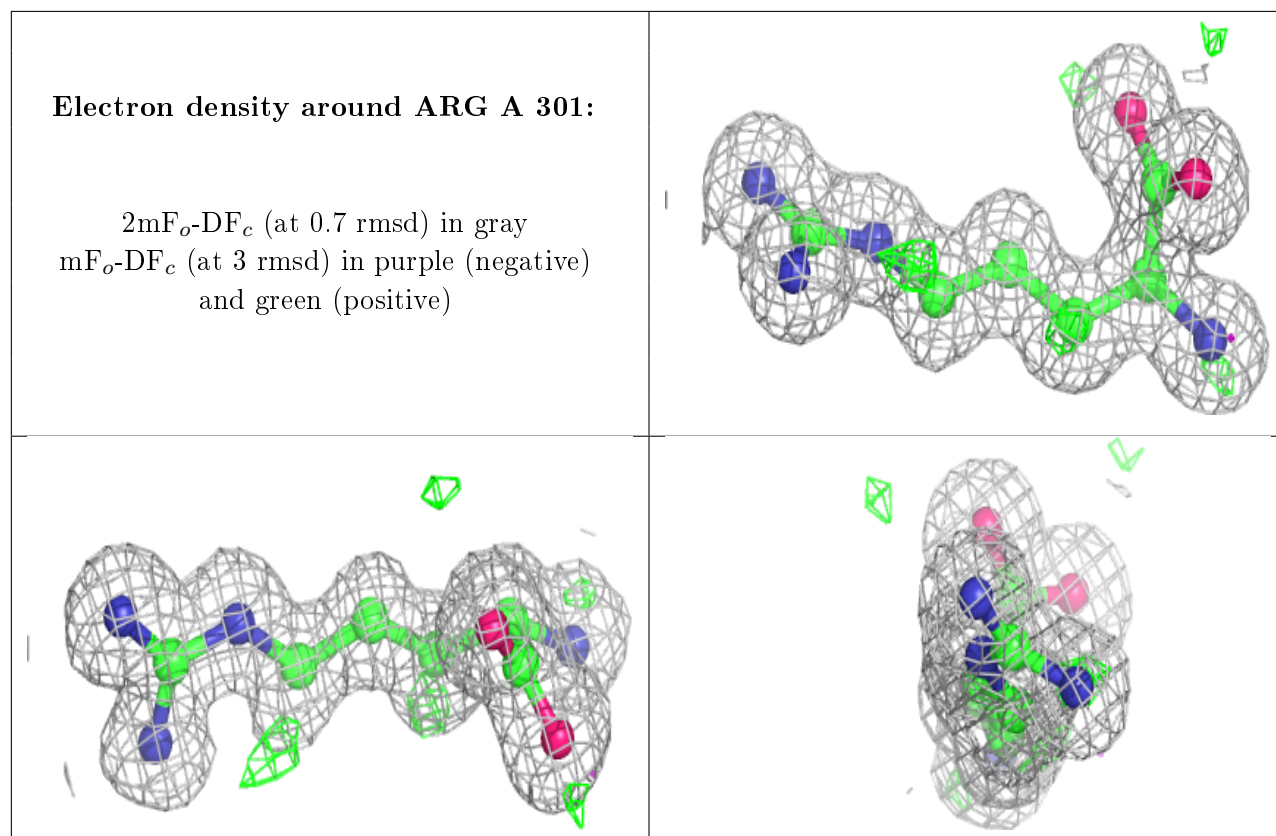 Electron density around ARG A 301:
2mFo-DFc (at 0.7 rmsd) in gray
mFo-DFc (at 3 rmsd) in purple (negative)
and green (positive)